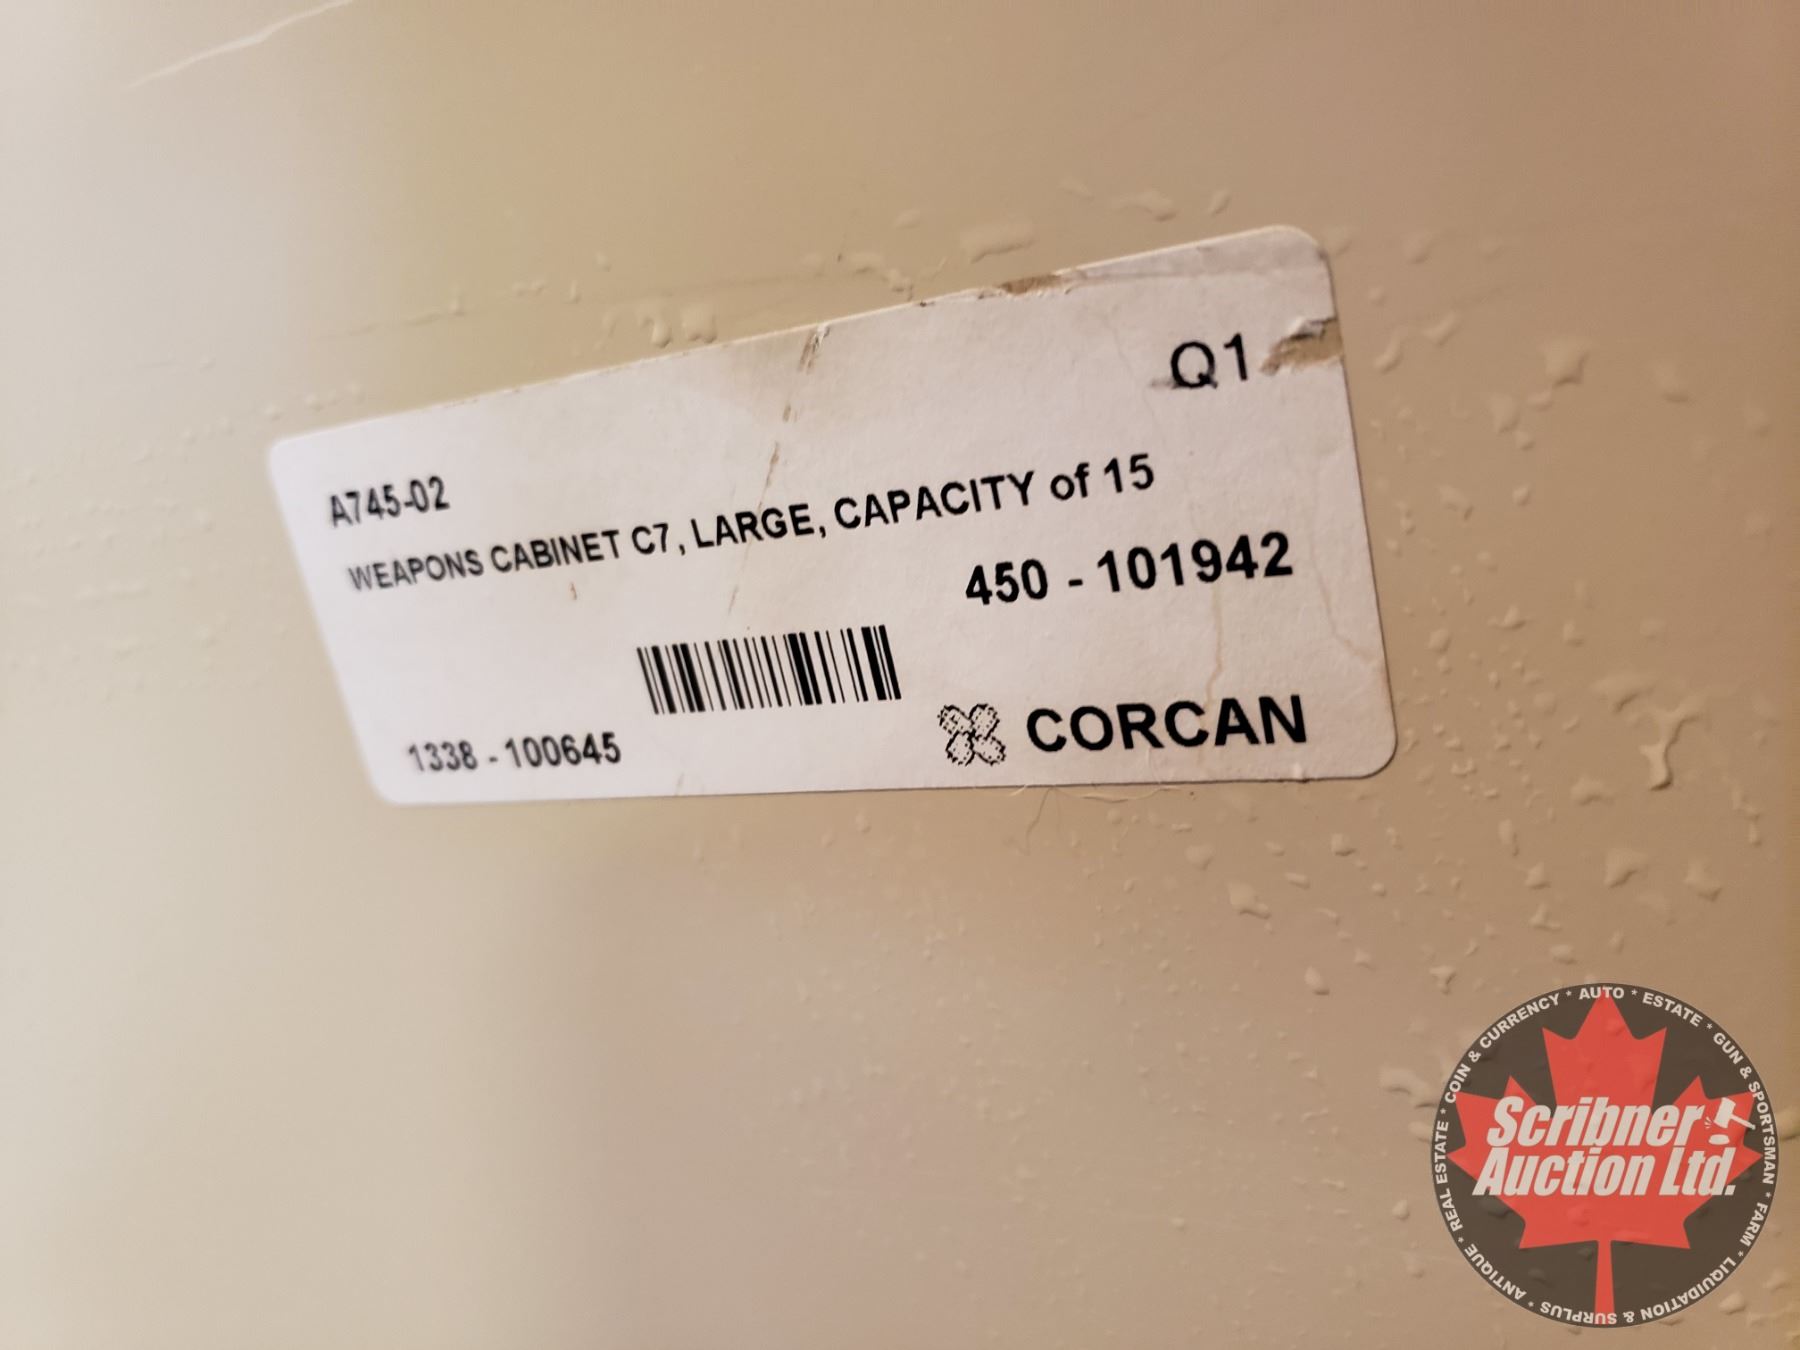 Q1
A745-02
WEAPONS CABINET C7, LARGE, CAPACITY of 15
450 - 101942
1338 - 100645
CORCAN
Scribner
Auction Ltd.
REAL ESTATE * COIN & CURRENCY * AUTO * ESTATE * GUN & SPORTSMAN * FARM * LIQUIDATION & SURPLUS * ANTIQUE *